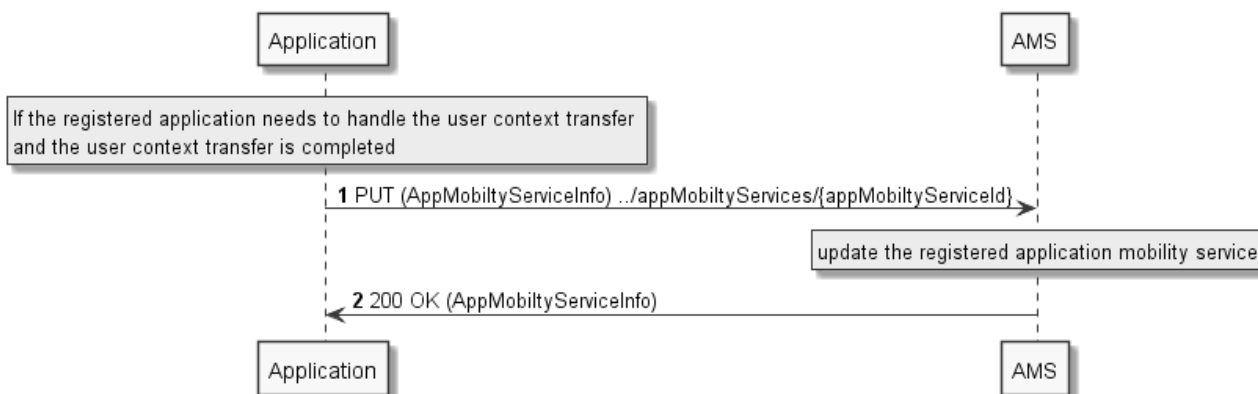 Application
AMS
If the registered application needs to handle the user context transfer
and the user context transfer is completed
1 PUT (AppMobiltyServiceInfo) ../appMobiltyServices/{appMobiltyServiceId}
update the registered application mobility service
2 200 OK (AppMobiltyServiceInfo)
Application
AMS